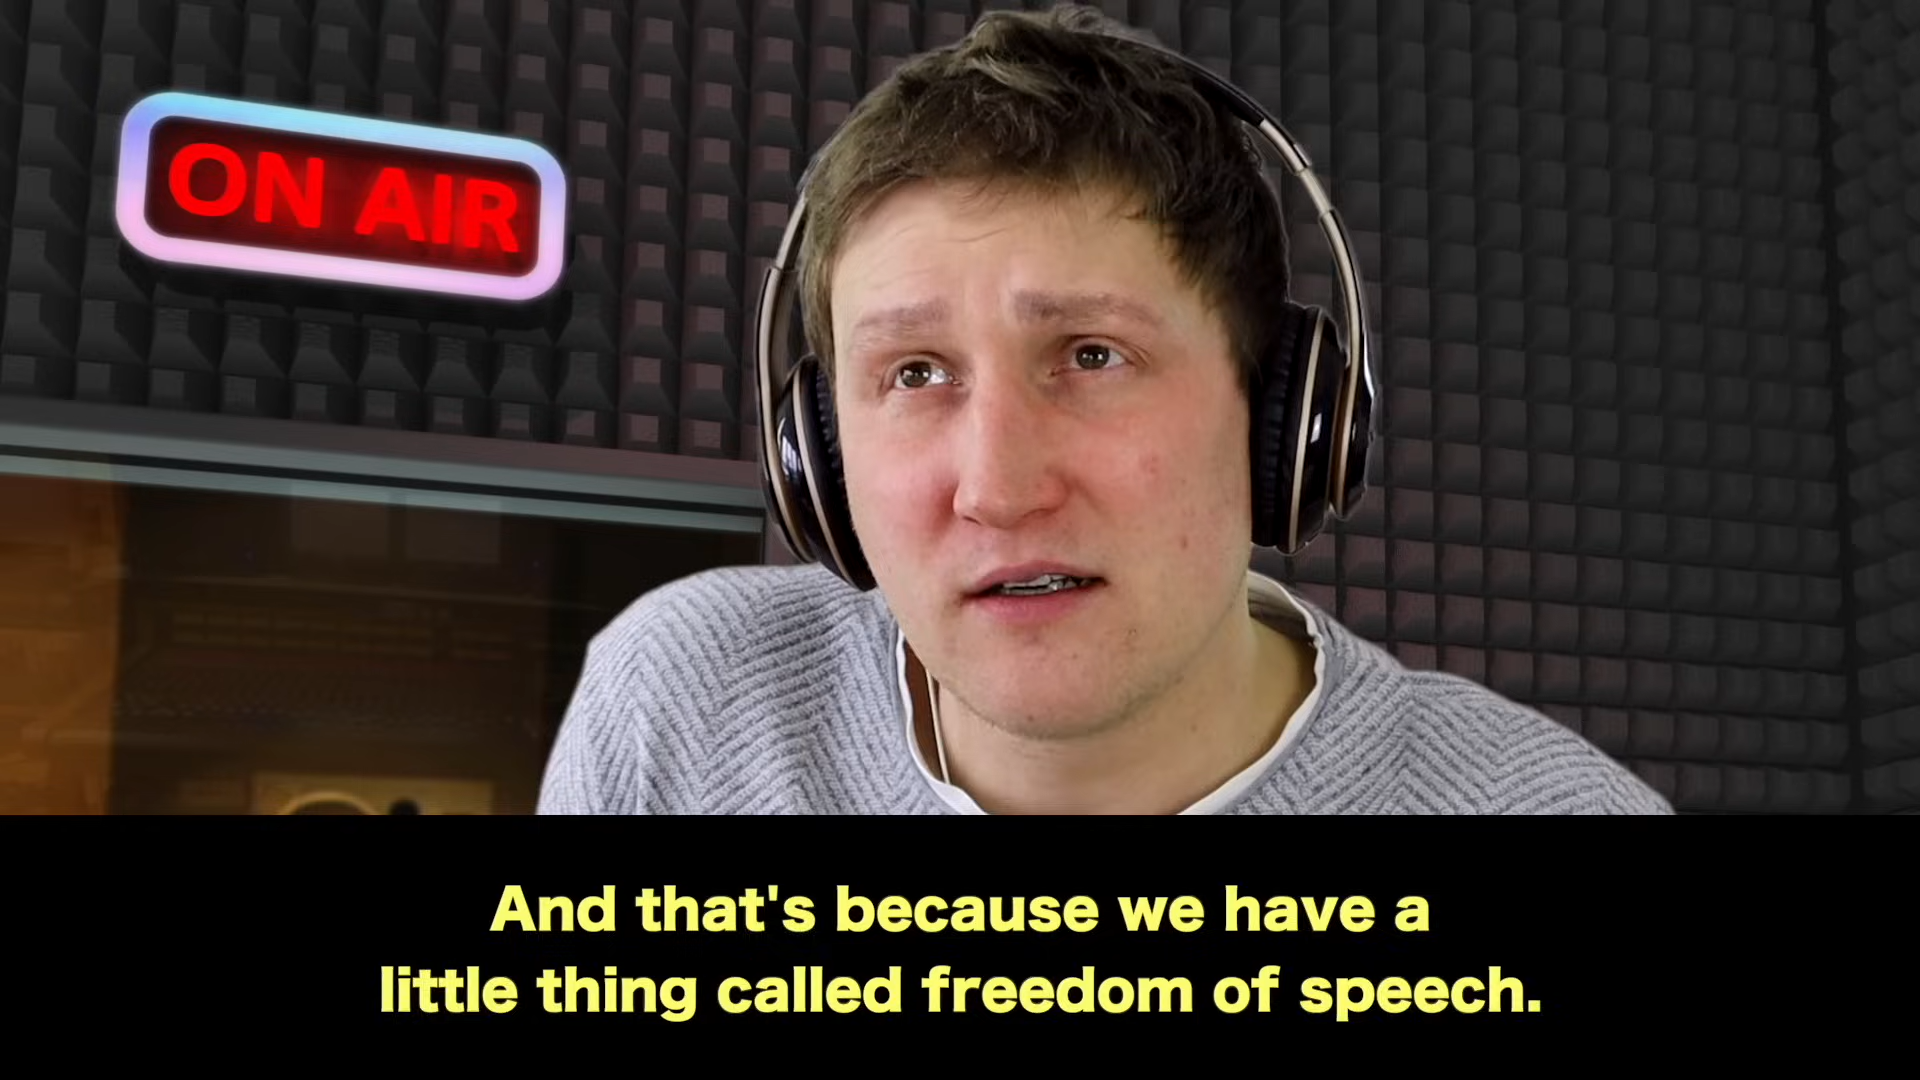 ON AIR
And that's because we have a
little thing called freedom of speech.